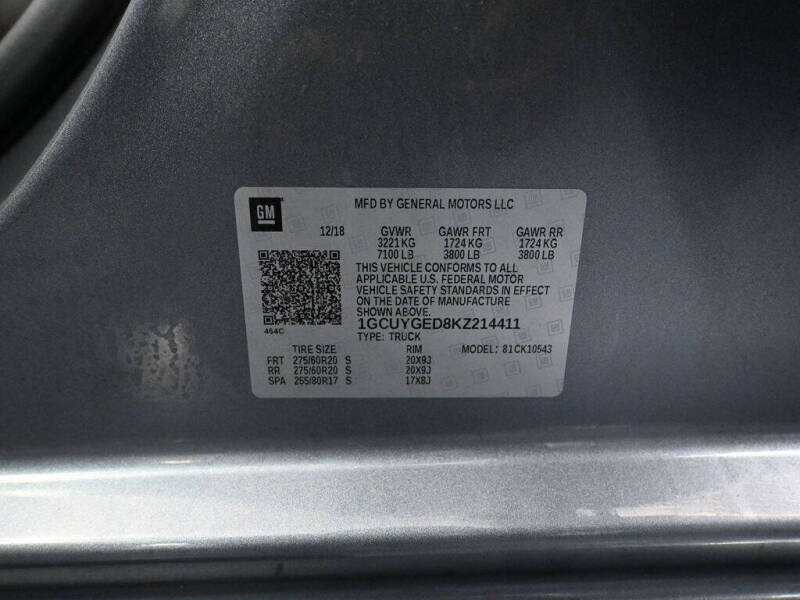 GM
MFD BY GENERAL MOTORS LLC
12/18 GVWR GAWR FRT GAWR RR
3221 KG 1724 KG 1724 KG
7100 LB 3800 LB 3800 LB
THIS VEHICLE CONFORMS TO ALL
APPLICABLE U.S. FEDERAL MOTOR
VEHICLE SAFETY STANDARDS IN EFFECT
ON THE DATE OF MANUFACTURE
SHOWN ABOVE.
1GCUYGED8KZ214411
464C
TYPE: TRUCK
TIRE SIZE RIM MODEL: 81CK10543
FRT 275/60R20 S 20X9J
RR 275/60R20 S 20X9J
SPA 255/80R17 S 17X8J